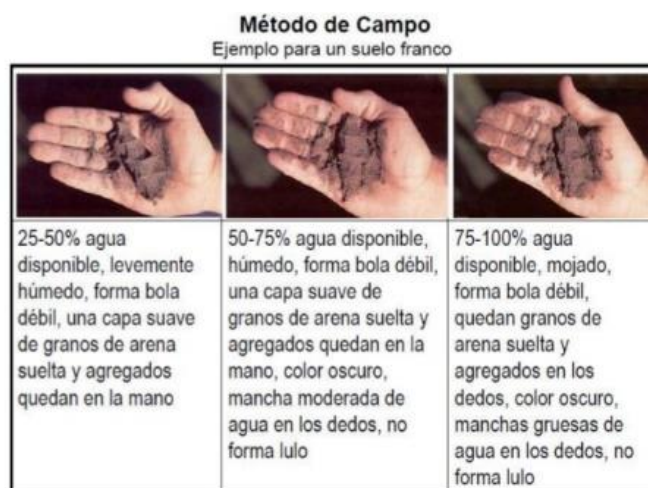 Método de Campo
Ejemplo para un suelo franco
25-50% agua
disponible, levemente
húmedo, forma bola
débil, una capa suave
de granos de arena
suelta y agregados
quedan en la mano
50-75% agua disponible,
húmedo, forma bola débil,
una capa suave de
granos de arena suelta y
agregados quedan en la
mano, color oscuro,
mancha moderada de
agua en los dedos, no
forma lulo
75-100% agua
disponible, mojado,
forma bola débil,
quedan granos de
arena suelta y
agregados en los
dedos, color oscuro,
manchas gruesas de
agua en los dedos, no
forma lulo